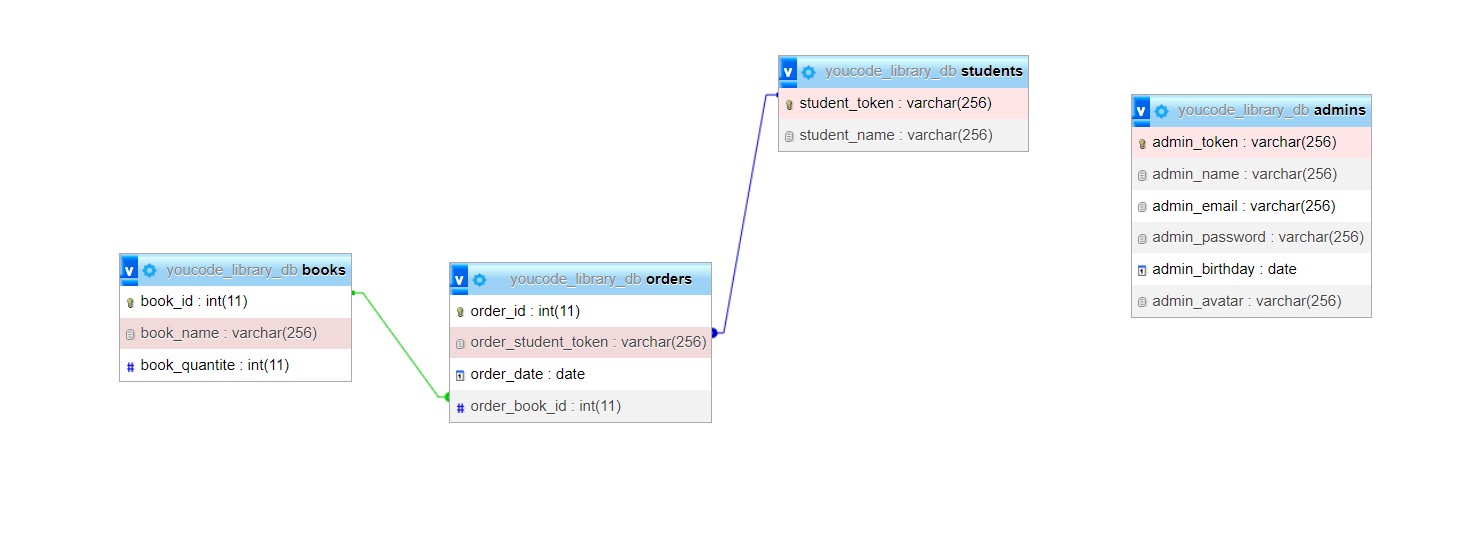 v youcode_library_db students
student_token : varchar(256)
student_name : varchar(256)
v youcode_library_db admins
admin_token : varchar(256)
admin_name : varchar(256)
admin_email : varchar(256)
admin_password : varchar(256)
admin_birthday : date
admin_avatar : varchar(256)
v youcode_library_db books
book_id : int(11)
book_name : varchar(256)
# book_quantite : int(11)
v youcode_library_db orders
order_id : int(11)
order_student_token : varchar(256)
order_date : date
# order_book_id : int(11)